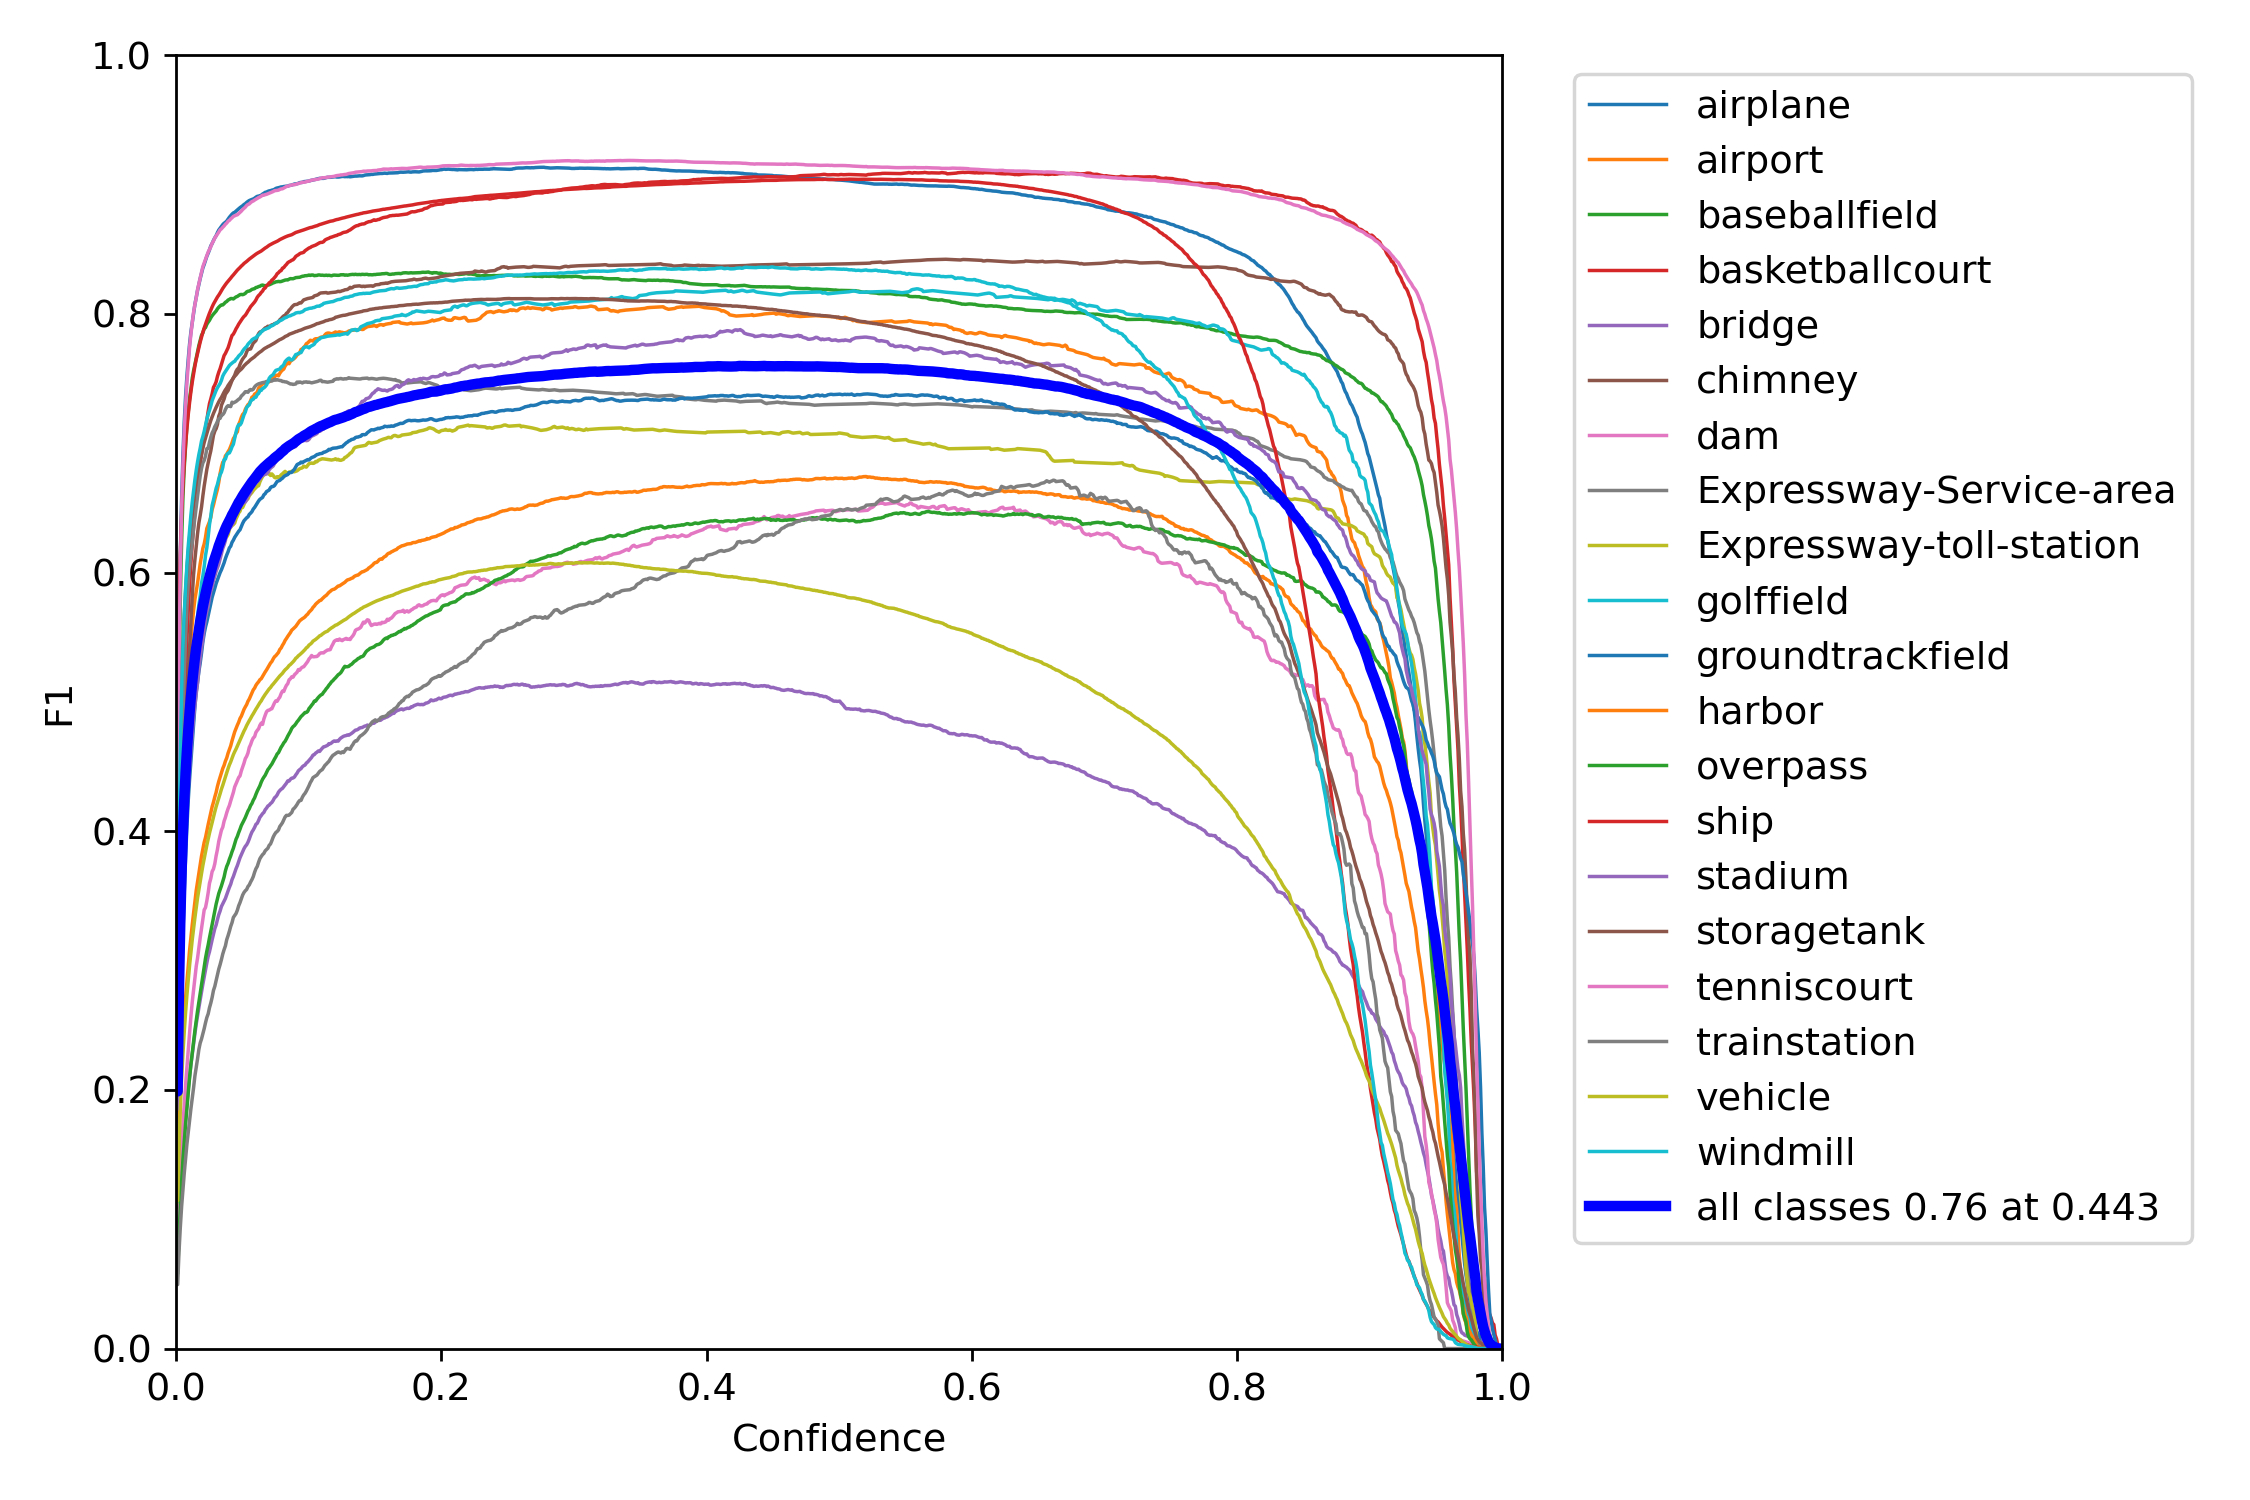 1.0
0.8
0.6
0.4
0.2
0.0
F1
0.0 0.2 0.4 0.6 0.8 1.0
Confidence
airplane
airport
baseballfield
basketballcourt
bridge
chimney
dam
Expressway-Service-area
Expressway-toll-station
golffield
groundtrackfield
harbor
overpass
ship
stadium
storagetank
tenniscourt
trainstation
vehicle
windmill
all classes 0.76 at 0.443